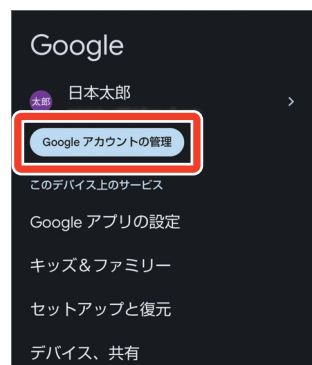 Google
太郎
日本太郎
Google アカウントの管理
このデバイス上のサービス
Google アプリの設定
キッズ＆ファミリー
セットアップと復元
デバイス、共有